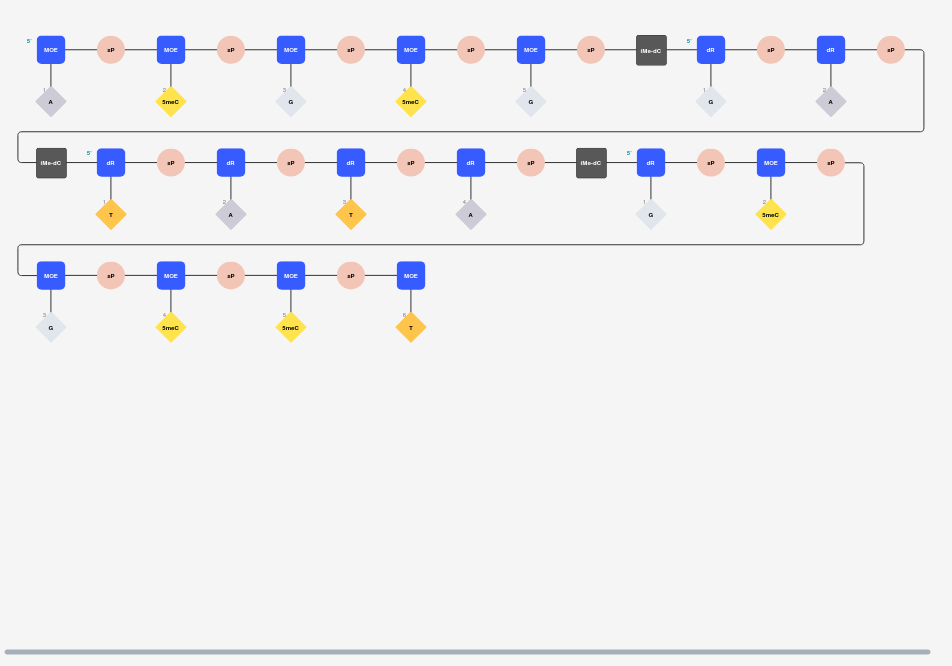 5' MOE sP MOE sP MOE sP MOE sP MOE sP iMe-dC 5' dR sP dR sP
1 A 2 5meC 3 G 4 5meC 5 G 1 G 2 A
iMe-dC 5' dR sP dR sP dR sP dR sP iMe-dC 5' dR sP MOE sP
1 T 2 A 3 T 4 A 1 G 2 5meC
MOE sP MOE sP MOE sP MOE
3 G 4 5meC 5 5meC 6 T